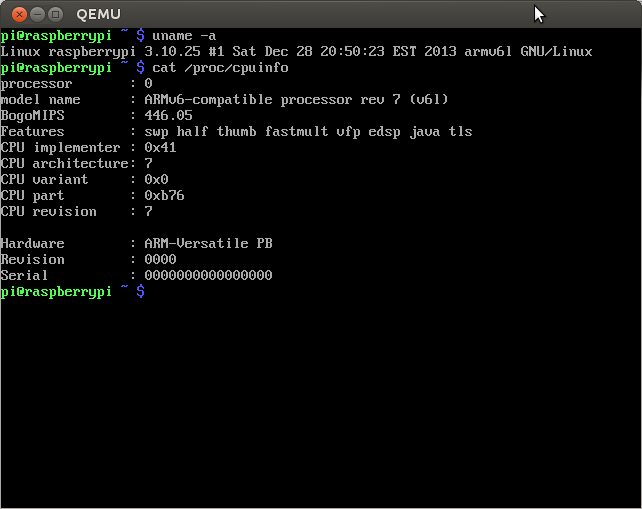 QEMU
pi@raspberrypi ~ $ uname -a
Linux raspberrypi 3.10.25 #1 Sat Dec 28 20:50:23 EST 2013 armv6l GNU/Linux
pi@raspberrypi ~ $ cat /proc/cpuinfo
processor       : 0
model name      : ARMv6-compatible processor rev 7 (v6l)
BogoMIPS        : 446.05
Features        : swp half thumb fastmult vfp edsp java tls
CPU implementer : 0x41
CPU architecture: 7
CPU variant     : 0x0
CPU part        : 0xb76
CPU revision    : 7

Hardware        : ARM-Versatile PB
Revision        : 0000
Serial          : 0000000000000000
pi@raspberrypi ~ $